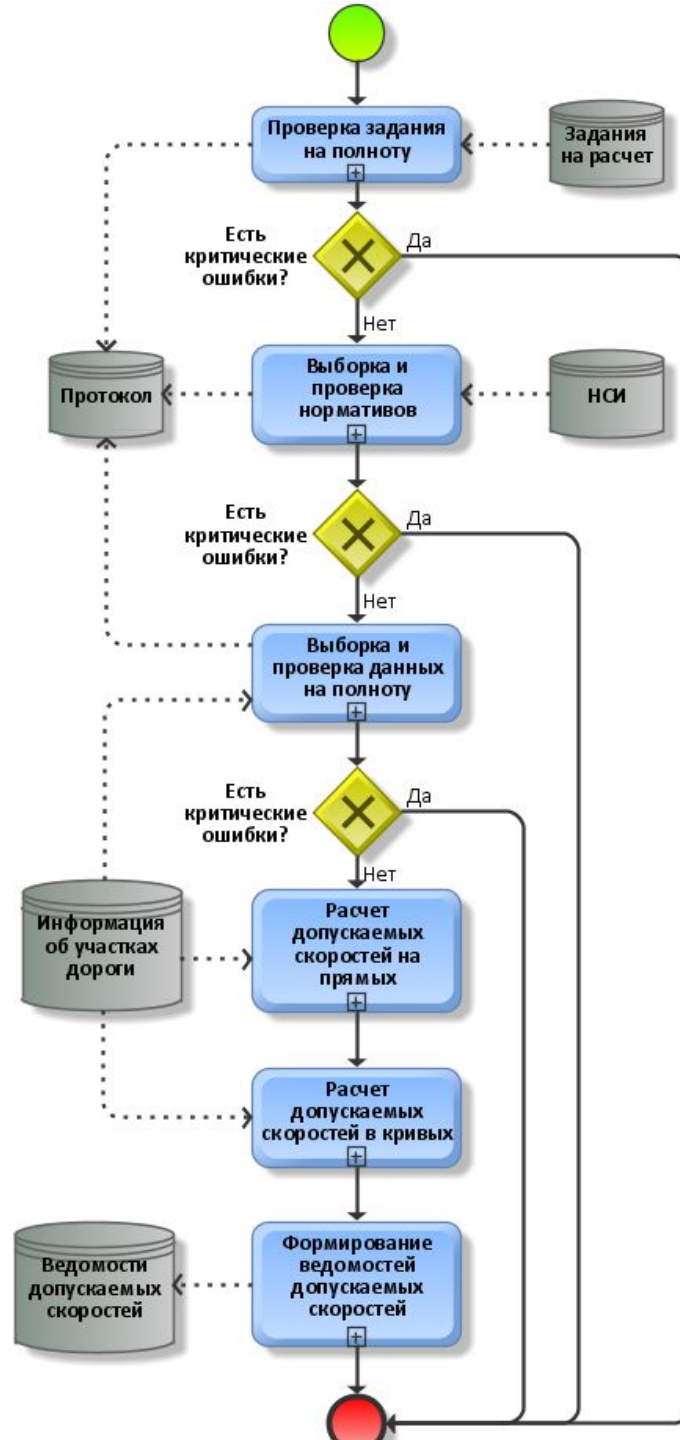 Проверка задания
на полноту
Задания
на расчет
Есть
критические
ошибки?
Да
Нет
Выборка и
проверка
нормативов
Протокол
НСИ
Есть
критические
ошибки?
Да
Нет
Выборка и
проверка данных
на полноту
Есть
критические
ошибки?
Да
Нет
Информация
об участках
дороги
Расчет
допускаемых
скоростей на
прямых
Расчет
допускаемых
скоростей в кривых
Ведомости
допускаемых
скоростей
Формирование
ведомостей
допускаемых
скоростей